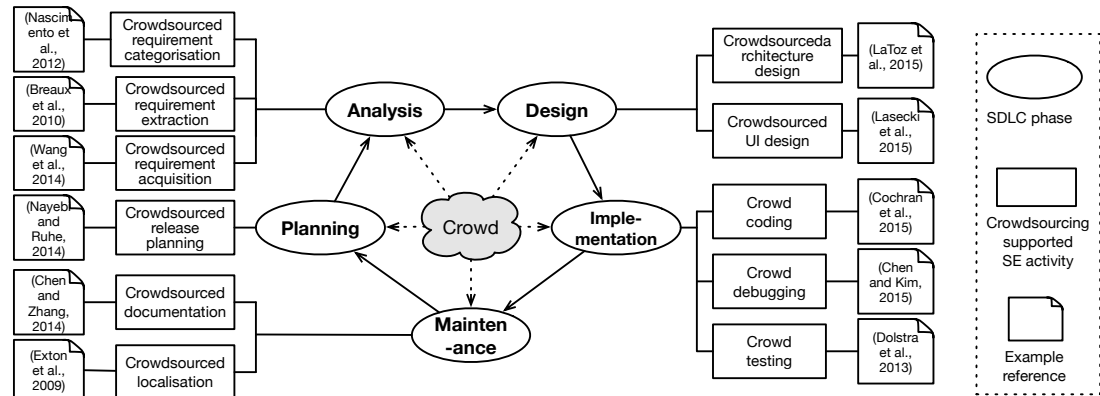 (Nascim
ento et
al.,
2012)
Crowdsourced
requirement
categorisation
(Breaux
et al.,
2010)
Crowdsourced
requirement
extraction
(Wang
et al.,
2014)
Crowdsourced
requirement
acquisition
(Nayebi
and
Ruhe,
2014)
Crowdsourced
release
planning
(Chen
and
Zhang,
2014)
Crowdsourced
documentation
(Exton
et al.,
2009)
Crowdsourced
localisation
Analysis
Design
Planning
Crowd
Imple-
mentation
Mainten
-ance
Crowdsourceda
rchitecture
design
(LaToz
et al., 2015)
Crowdsourced
UI design
(Lasecki
et al.,
2015)
Crowd
coding
(Cochran
et al.,
2015)
Crowd
debugging
(Chen
and Kim,
2015)
Crowd
testing
(Dolstra
et al.,
2013)
SDLC phase
Crowdsourcing
supported
SE activity
Example
reference